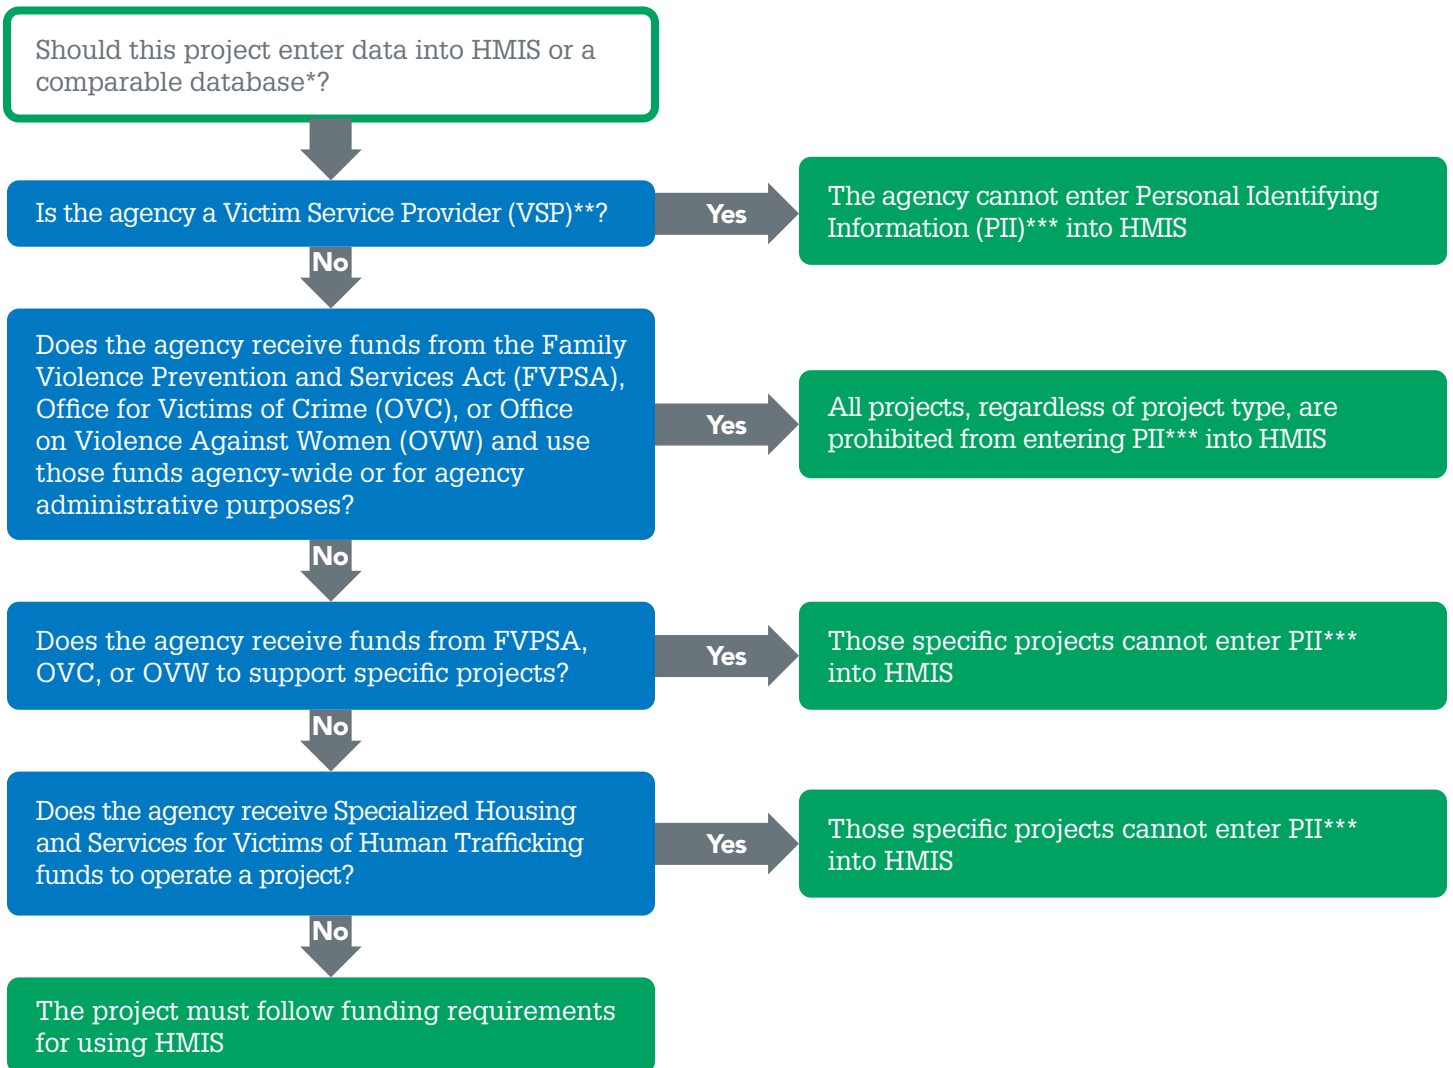 Should this project enter data into HMIS or a
comparable database*?
Is the agency a Victim Service Provider (VSP)**?
Yes
The agency cannot enter Personal Identifying
Information (PII)*** into HMIS
No
Does the agency receive funds from the Family
Violence Prevention and Services Act (FVPSA),
Office for Victims of Crime (OVC), or Office
on Violence Against Women (OVW) and use
those funds agency-wide or for agency
administrative purposes?
Yes
All projects, regardless of project type, are
prohibited from entering PII*** into HMIS
No
Does the agency receive funds from FVPSA,
OVC, or OVW to support specific projects?
Yes
Those specific projects cannot enter PII***
into HMIS
No
Does the agency receive Specialized Housing
and Services for Victims of Human Trafficking
funds to operate a project?
Yes
Those specific projects cannot enter PII***
into HMIS
No
The project must follow funding requirements
for using HMIS